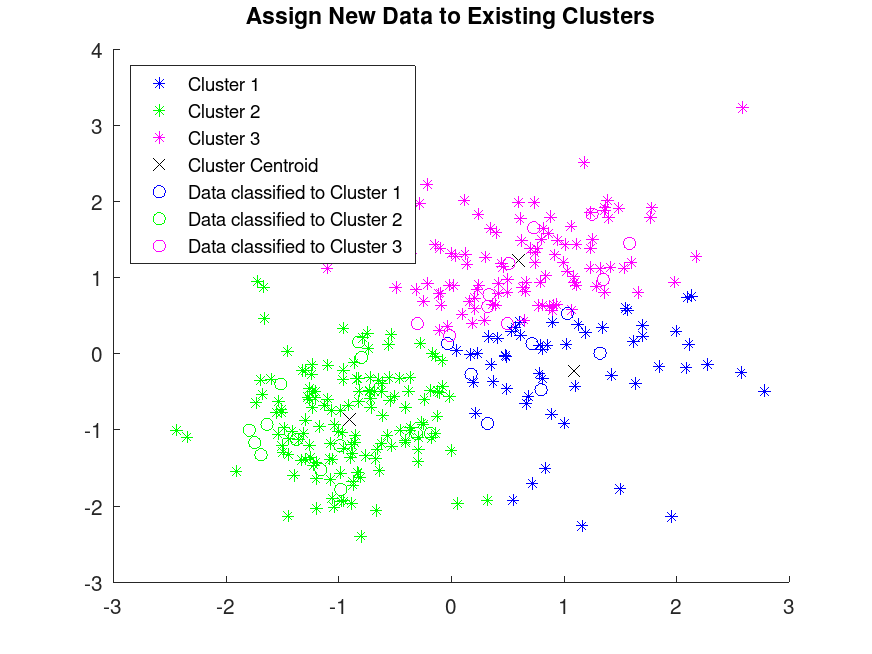 Assign New Data to Existing Clusters
4
Cluster 1
Cluster 2
3
Cluster 3
Cluster Centroid
Data classified to Cluster 1
2
Data classified to Cluster 2
Data classified to Cluster 3
1
0
-1
-2
-3
-3 -2 -1 0 1 2 3